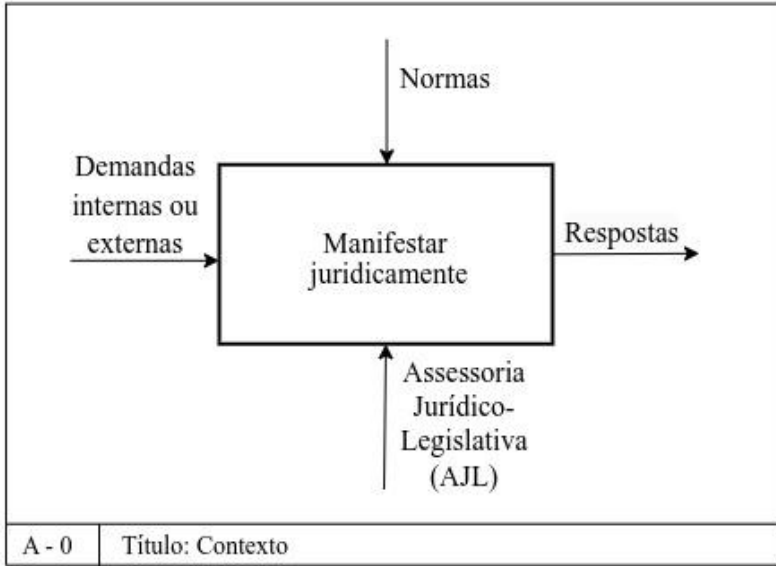 Normas
Demandas
internas ou
externas
Manifestar
juridicamente
Respostas
Assessoria
Jurídico-
Legislativa
(AJL)
A - 0
Título: Contexto